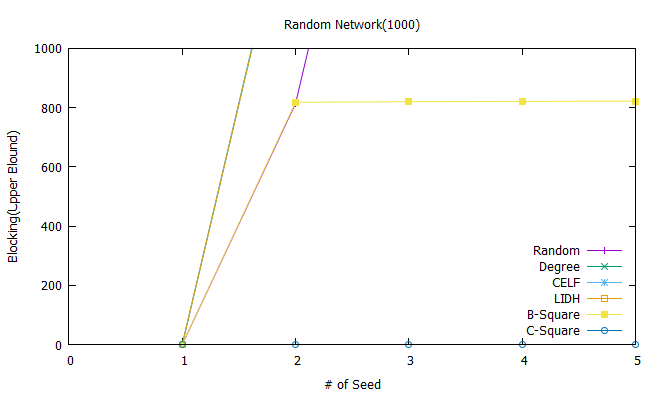 Random Network(1000)
1000
800
600
400
200
0
Blocking(Upper Blound)
Random
Degree
CELF
LIDH
B-Square
C-Square
0 1 2 3 4 5
# of Seed